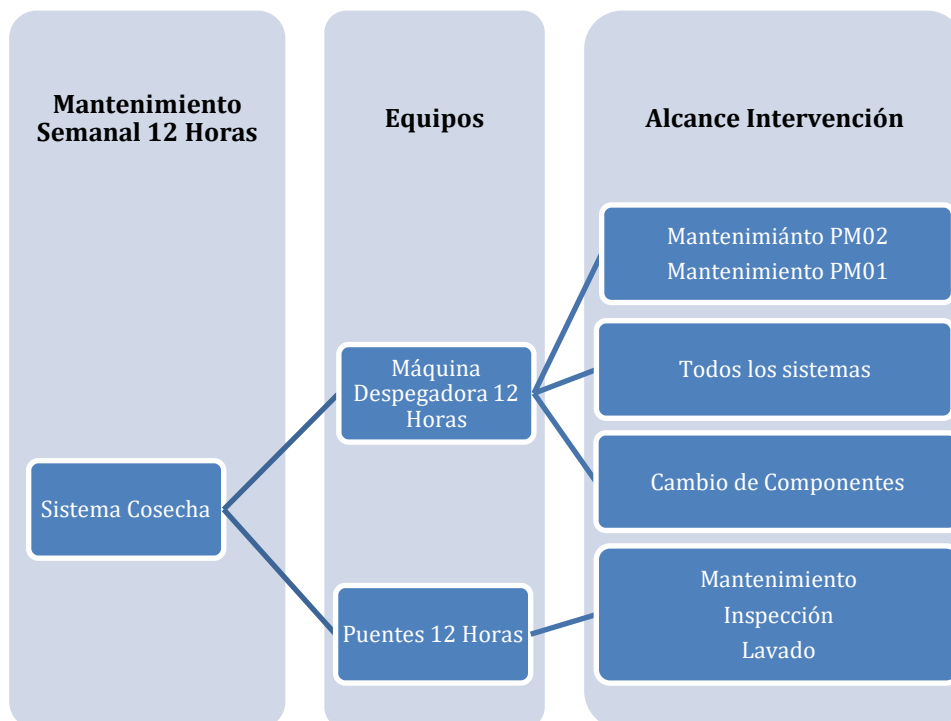 Mantenimiento
Semanal 12 Horas
Equipos
Alcance Intervención
Sistema Cosecha
Máquina
Despegadora 12
Horas
Puentes 12 Horas
Mantenimiánto PM02
Mantenimiento PM01
Todos los sistemas
Cambio de Componentes
Mantenimiento
Inspección
Lavado